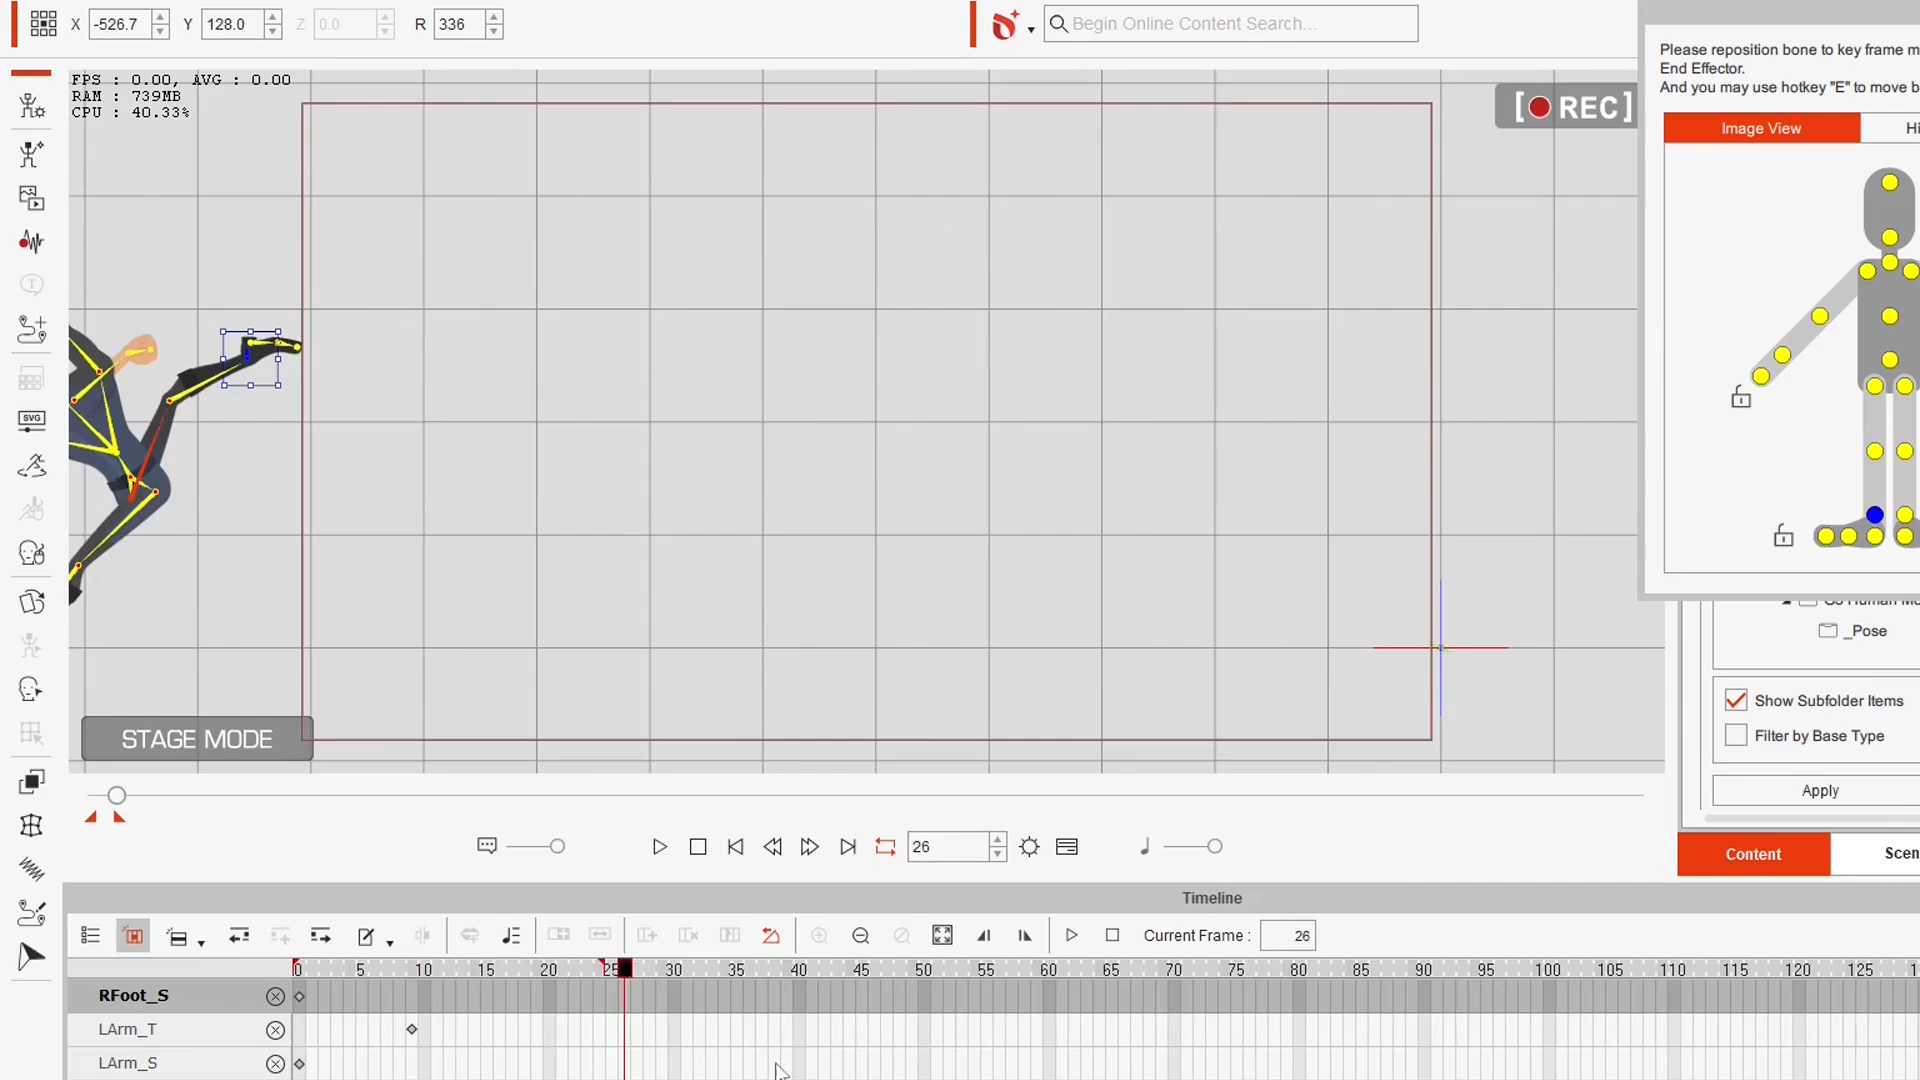 X -526.7 Y 128.0 Z 0.0 R 336
Begin Online Content Search...
FPS : 0.00, AVG : 0.00
RAM : 739MB
CPU : 40.33%
[ REC ]
Please reposition bone to key frame m
End Effector.
And you may use hotkey "E" to move b
Image View Hi
T
SVG
STAGE MODE
_Pose
Show Subfolder Items
Filter by Base Type
Apply
26
Content Scen
Timeline
Current Frame : 26
0 5 10 15 20 25 30 35 40 45 50 55 60 65 70 75 80 85 90 95 100 105 110 115 120 125
RFoot_S
LArm_T
LArm_S